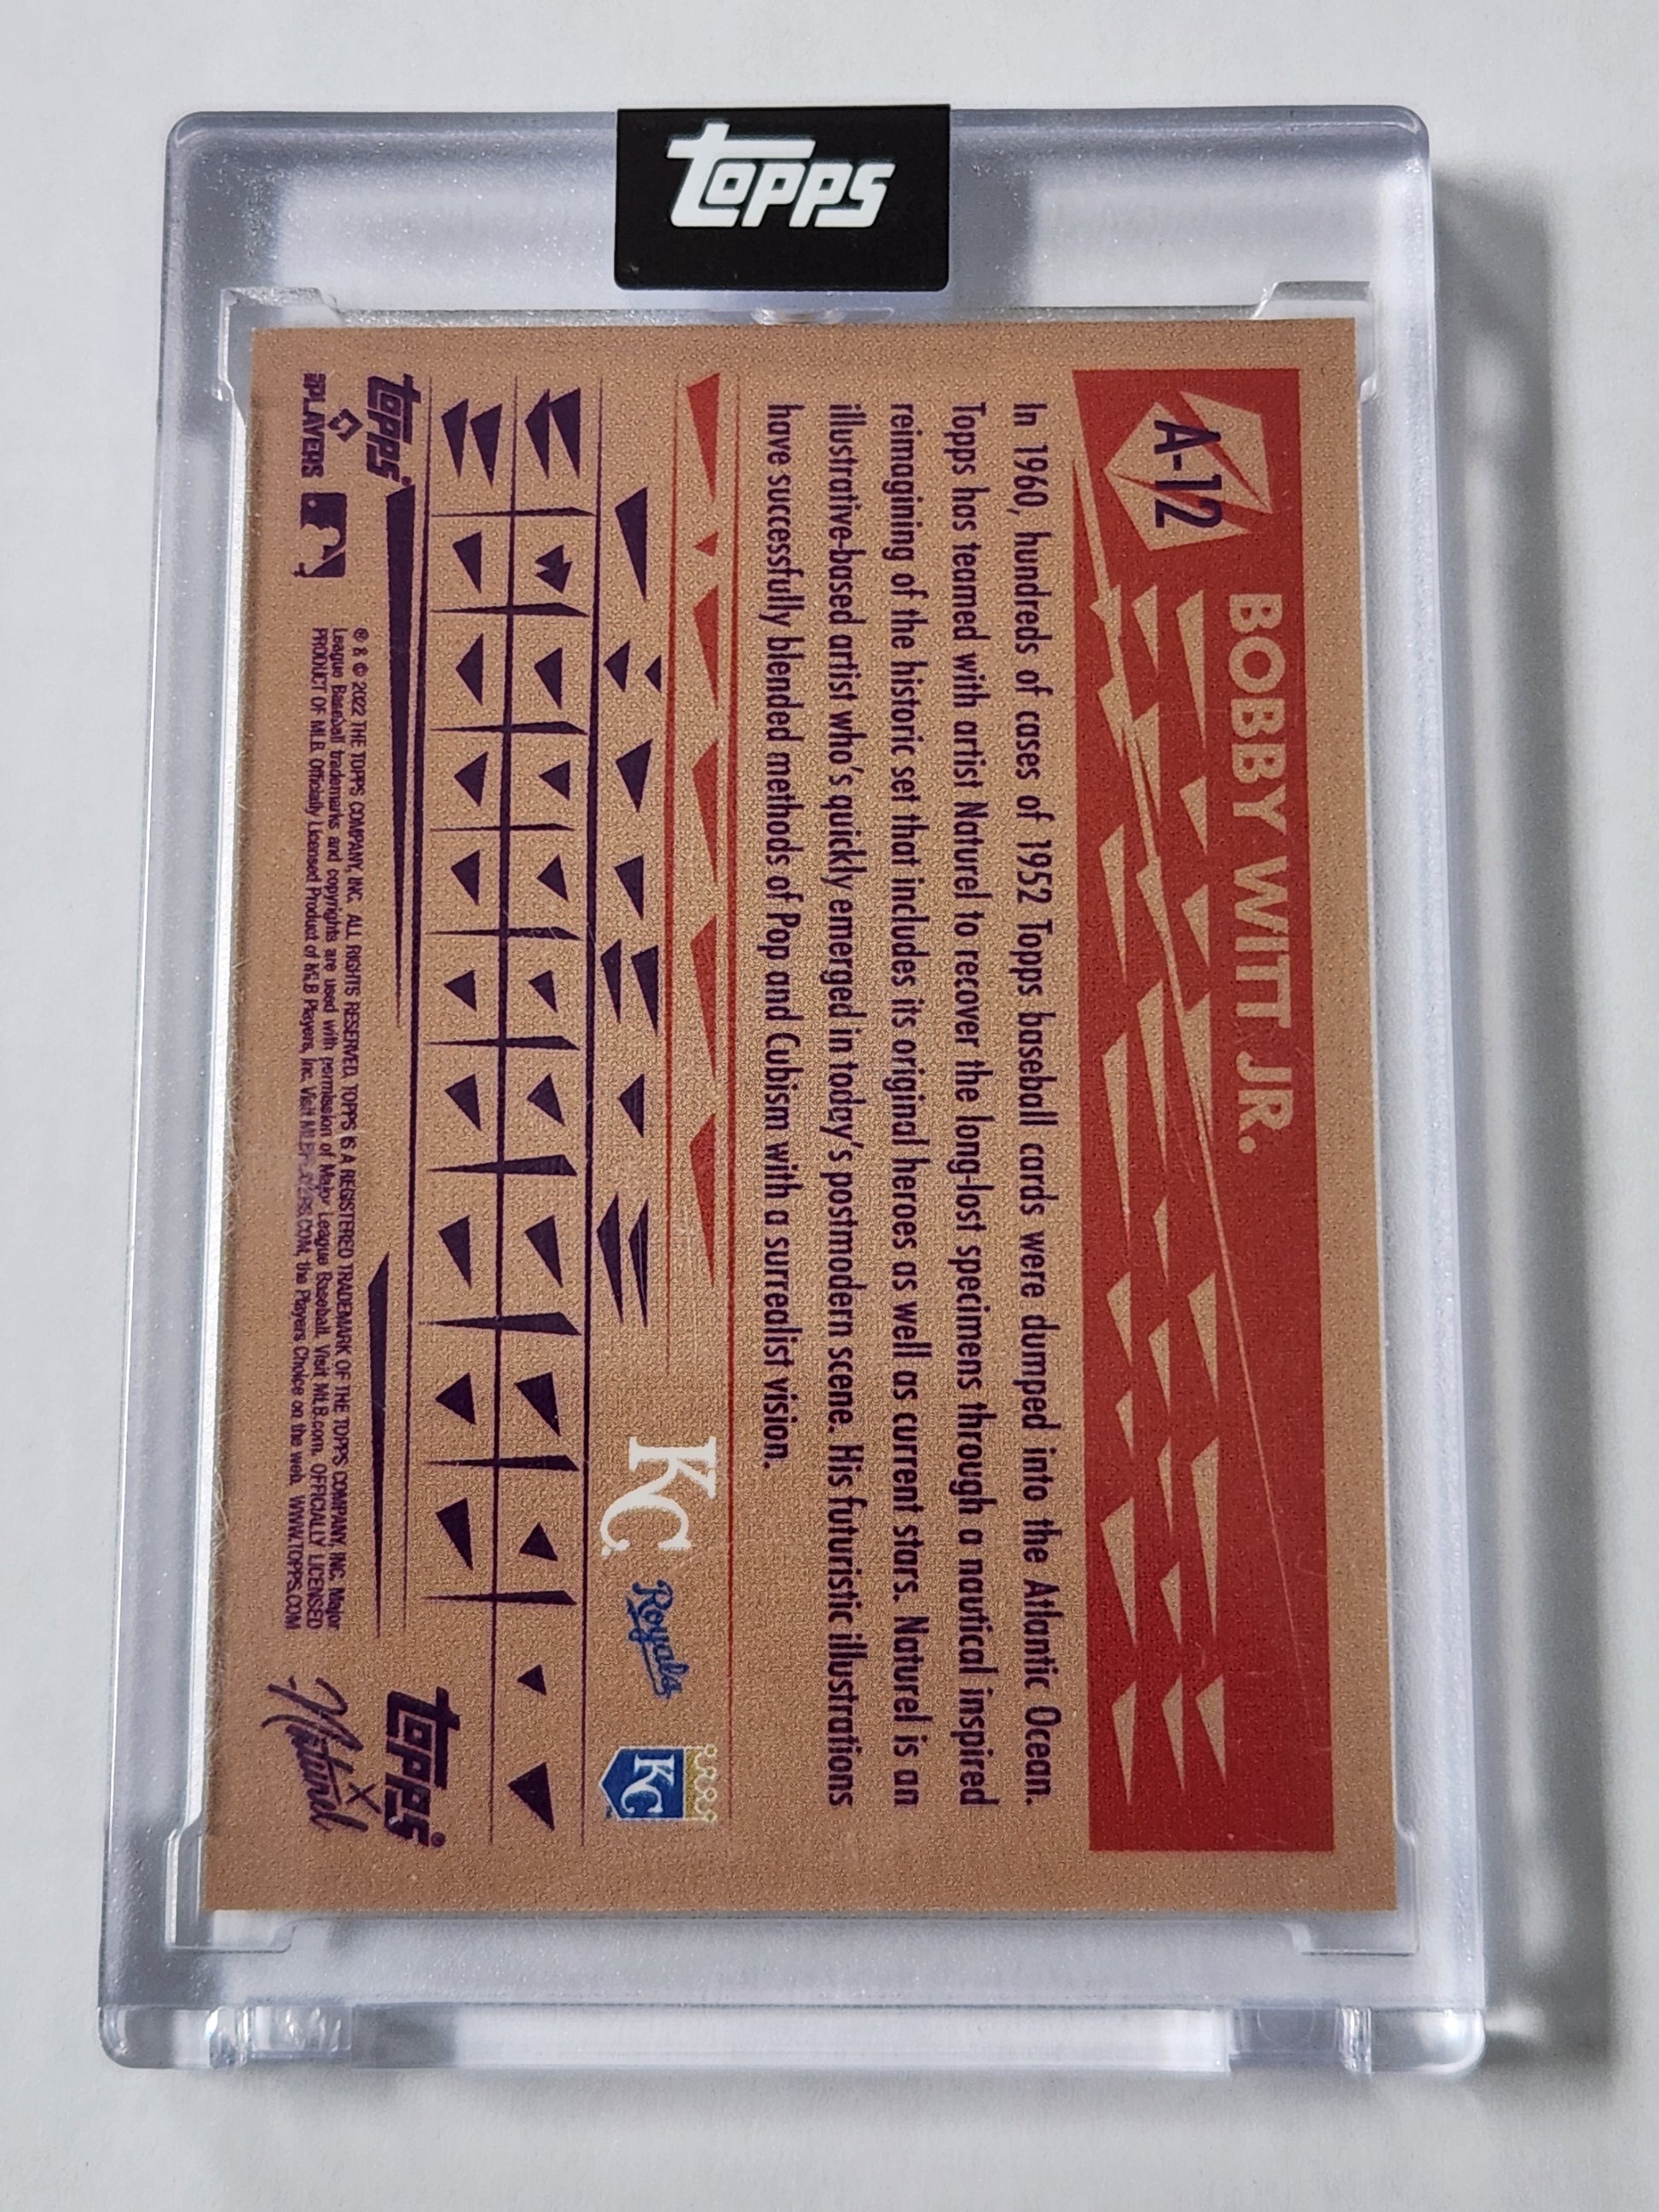 topps
A-12
BOBBY WITT JR.
In 1960, hundreds of cases of 1952 Topps baseball cards were dumped into the Atlantic Ocean.
Topps has teamed with artist Naturel to recover the long-lost specimens through a nautical inspired
reimagining of the historic set that includes its original heroes as well as current stars. Naturel is an
illustrative-based artist who's quickly emerged in today's postmodern scene. His futuristic illustrations
have successfully blended methods of Pop and Cubism with a surrealist vision.
KC
Royals
KC
topps®
PLAYERS
® & © 2022 THE TOPPS COMPANY, INC. ALL RIGHTS RESERVED. TOPPS IS A REGISTERED TRADEMARK OF THE TOPPS COMPANY, INC. Major
League Baseball trademarks and copyrights are used with permission of Major League Baseball. Visit MLB.com. OFFICIALLY LICENSED
PRODUCT OF MLB Officially Licensed Product of MLB Players, Inc. Visit MLBPLAYERS.COM, the Players Choice on the web. WWW.TOPPS.COM
topps®
x
Naturel